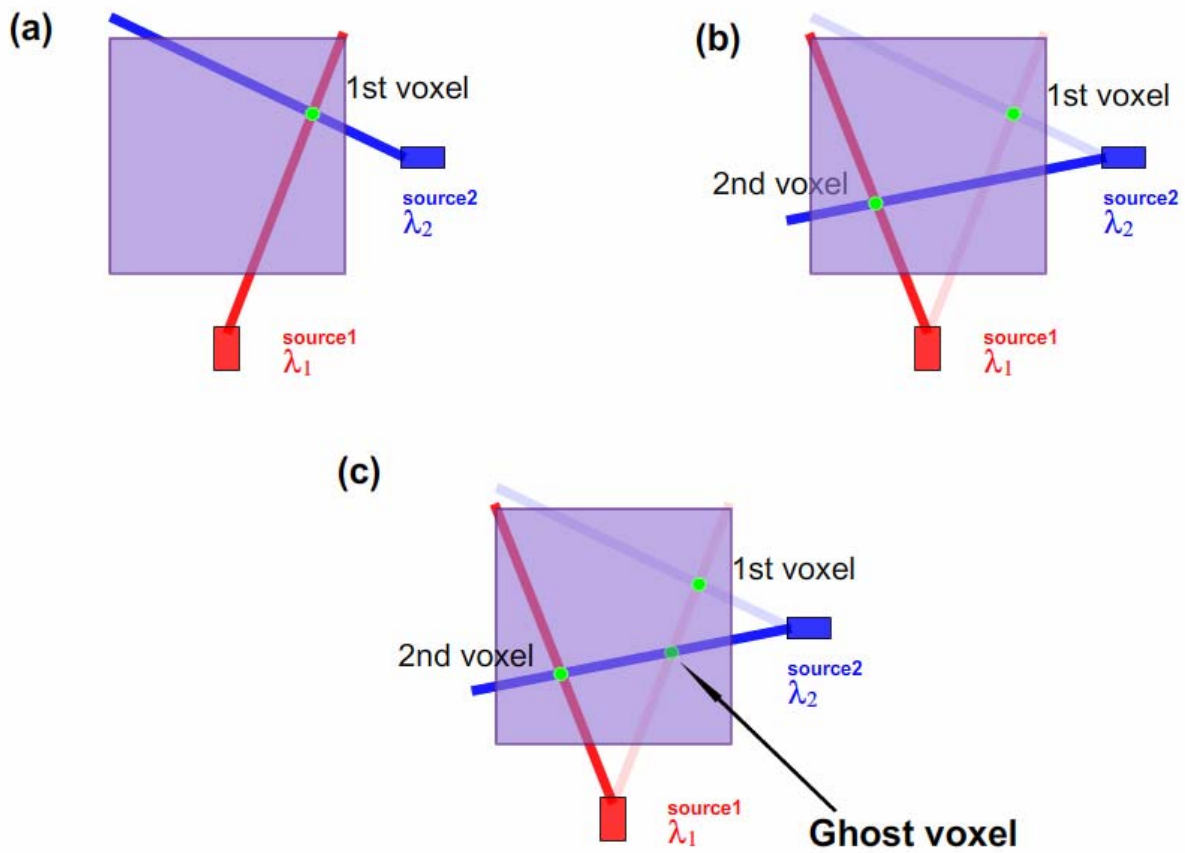 (a)
1st voxel
source2
λ2
source1
λ1
(b)
1st voxel
2nd voxel
source2
λ2
source1
λ1
(c)
1st voxel
2nd voxel
source2
λ2
source1
λ1
Ghost voxel